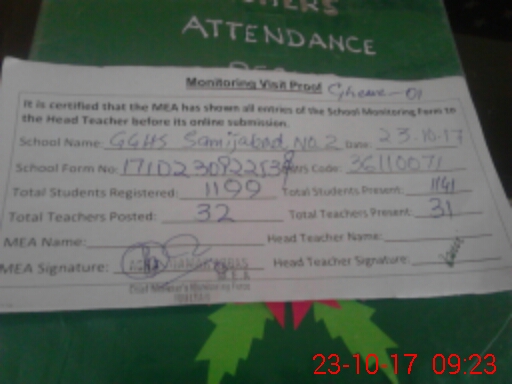 ATTENDANCE
Monitoring Visit Proof
It is certified that the MEA has shown all entries of the School Monitoring Form to
the Head Teacher before its online submission.
School Name: GGHS Samijabad NO. 2 Date: 23-10-17
School Form No: Code: 36110071
Total Students Registered: 1199 Total Students Present: 1141
Total Teachers Posted: 32 Total Teachers Present: 31
MEA Name: Head Teacher Name:
MEA Signature: Head Teacher Signature:
23-10-17 09:23